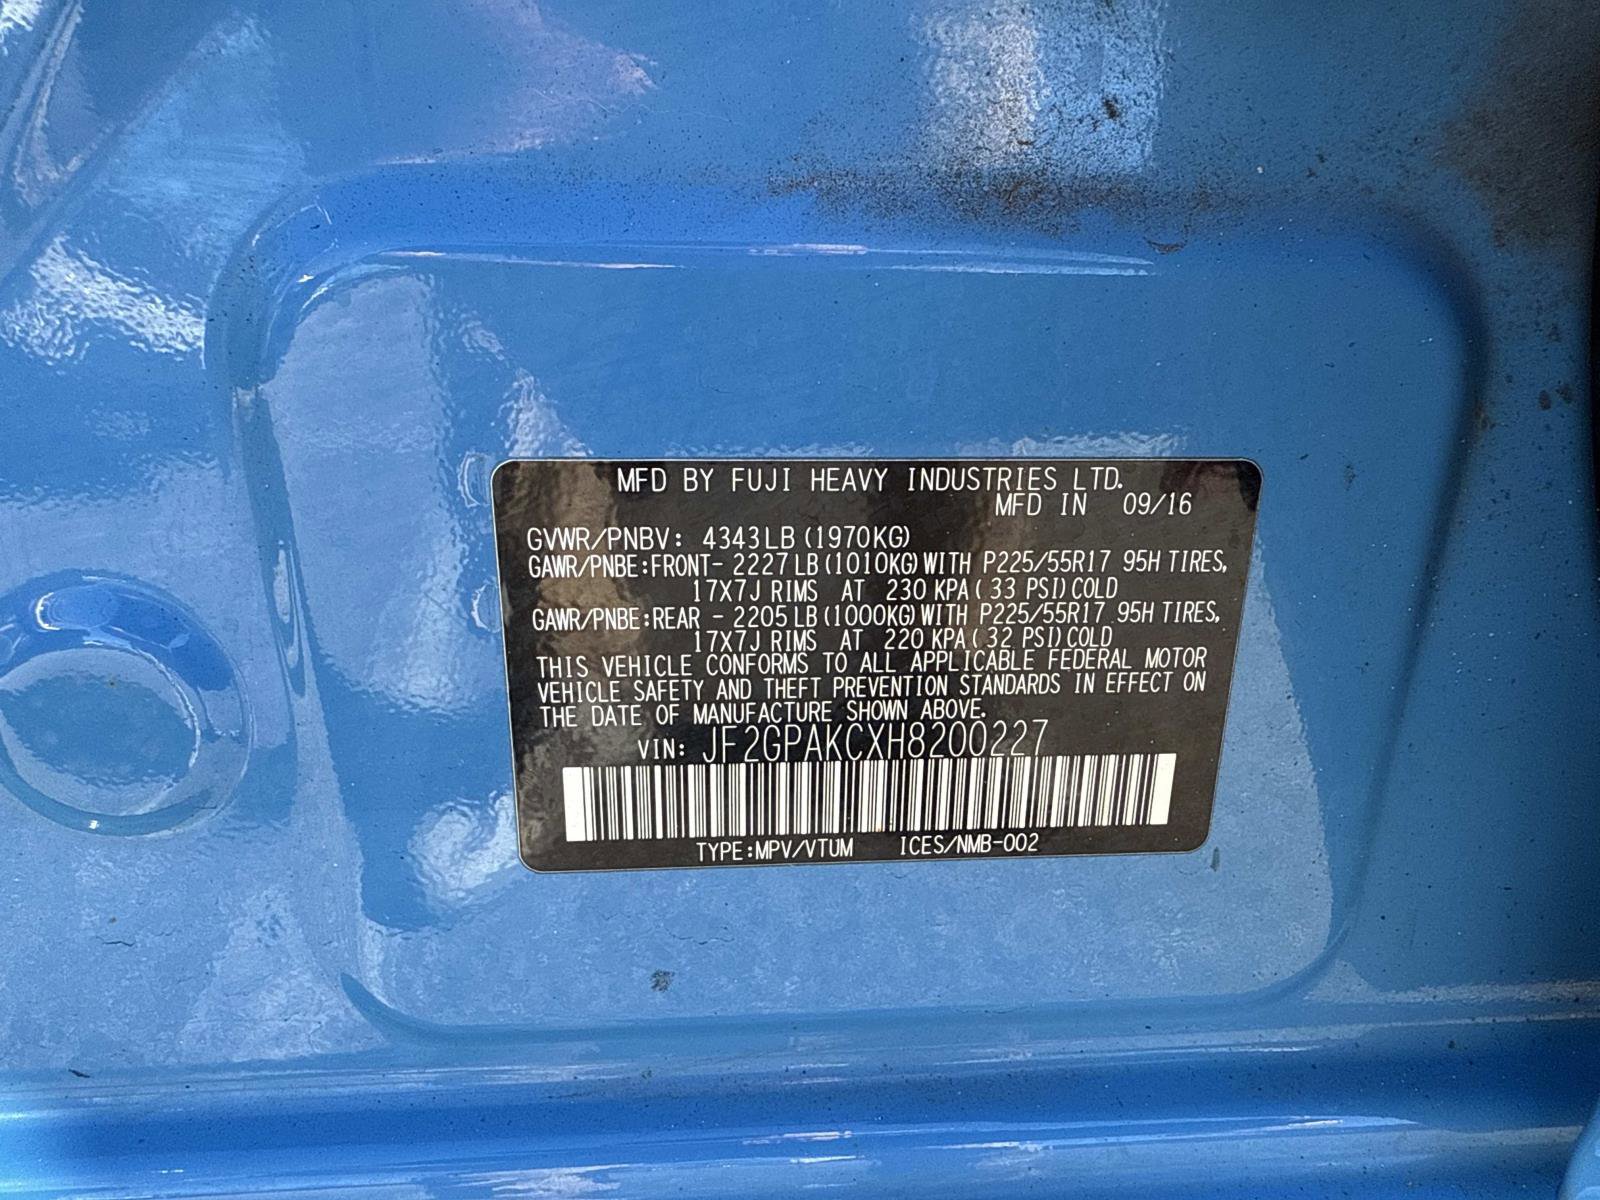 MFD BY FUJI HEAVY INDUSTRIES LTD.
MFD IN 09/16
GVWR/PNBV: 4343LB (1970KG)
GAWR/PNBE:FRONT- 2227LB (1010KG) WITH P225/55R17 95H TIRES,
17X7J RIMS AT 230 KPA( 33 PSI) COLD
GAWR/PNBE:REAR - 2205LB (1000KG) WITH P225/55R17 95H TIRES,
17X7J RIMS AT 220 KPA( 32 PSI) COLD
THIS VEHICLE CONFORMS TO ALL APPLICABLE FEDERAL MOTOR
VEHICLE SAFETY AND THEFT PREVENTION STANDARDS IN EFFECT ON
THE DATE OF MANUFACTURE SHOWN ABOVE.
VIN: JF2GPAKCXH8200227
TYPE:MPV/VTUM ICES/NMB-002